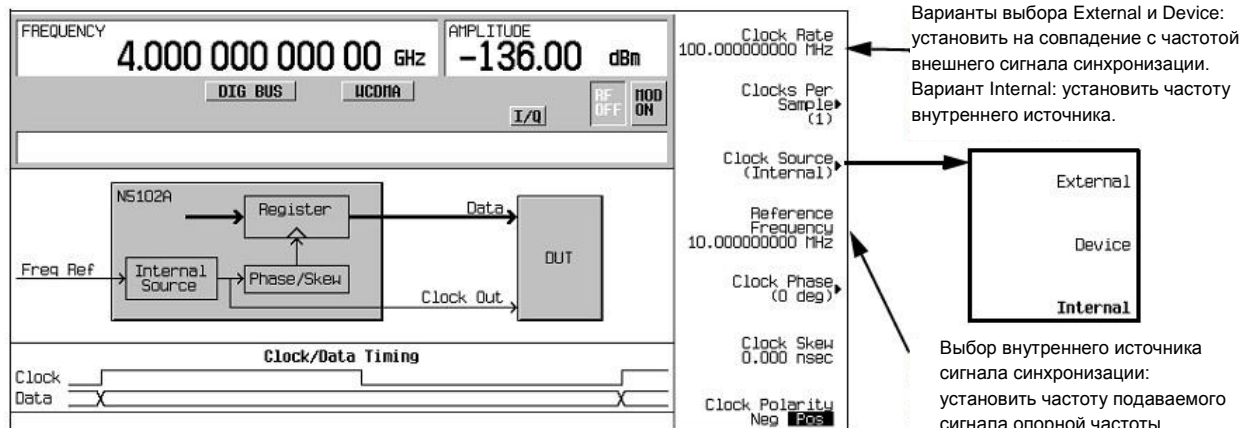 FREQUENCY
4.000 000 000 00 GHz
AMPLITUDE
-136.00 dBm
DIG BUS
WCDMA
I/Q
RF OFF
MOD ON
N5102A
Register
Data
Freq Ref
Internal
Source
Phase/Skew
Clock Out
DUT
Clock/Data Timing
Clock
Data
Clock Rate
100.000000000 MHz
Clocks Per
Sample
(1)
Clock Source
(Internal)
Reference
Frequency
10.000000000 MHz
Clock Phase
(0 deg)
Clock Skew
0.000 nsec
Clock Polarity
Neg Pos
Варианты выбора External и Device:
установить на совпадение с частотой
внешнего сигнала синхронизации.
Вариант Internal: установить частоту
внутреннего источника.
External
Device
Internal
Выбор внутреннего источника
сигнала синхронизации:
установить частоту подаваемого
сигнала опорной частоты